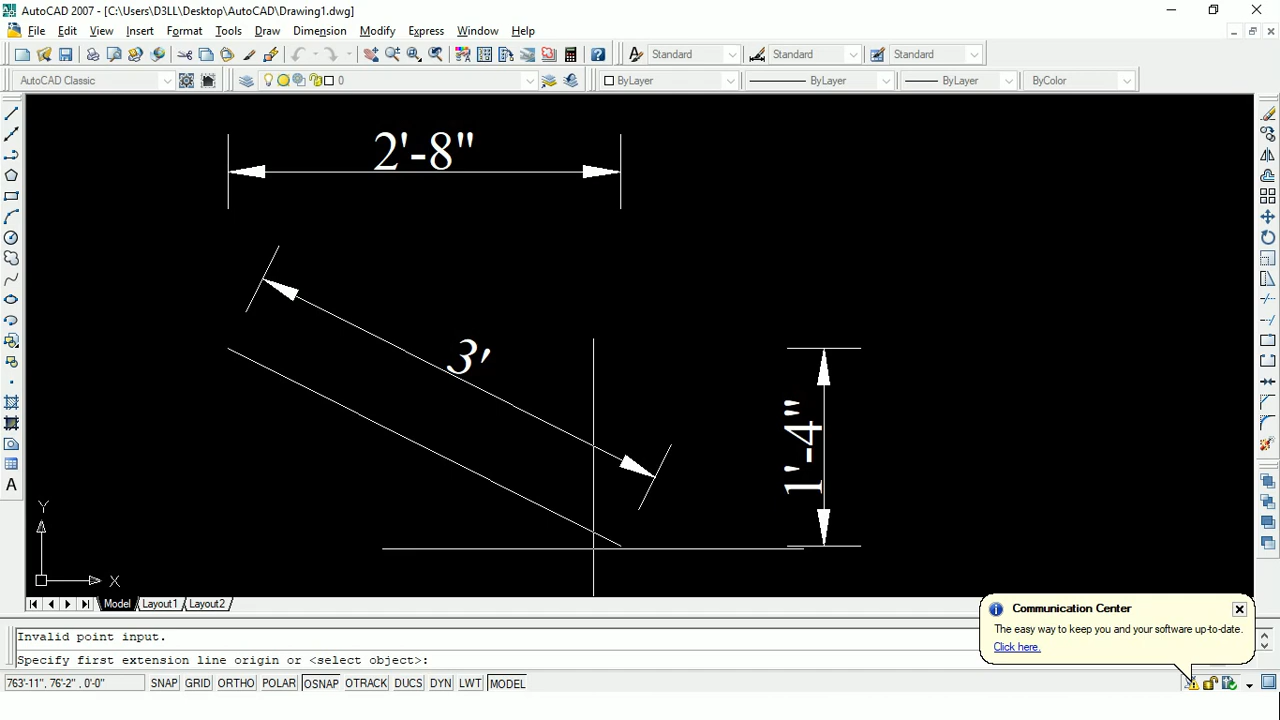 AutoCAD 2007 - [C:\Users\D3LL\Desktop\AutoCAD\Drawing1.dwg]
File Edit View Insert Format Tools Draw Dimension Modify Express Window Help
Standard Standard Standard
AutoCAD Classic 0 ByLayer ByLayer ByLayer ByColor
2'-8"
3'
1'-4"
A
Y
X
Model Layout1 Layout2
Communication Center
The easy way to keep you and your software up-to-date.
Click here.
Invalid point input.
Specify first extension line origin or <select object>:
763'-11", 76'-2" , 0'-0" SNAP GRID ORTHO POLAR OSNAP OTRACK DUCS DYN LWT MODEL